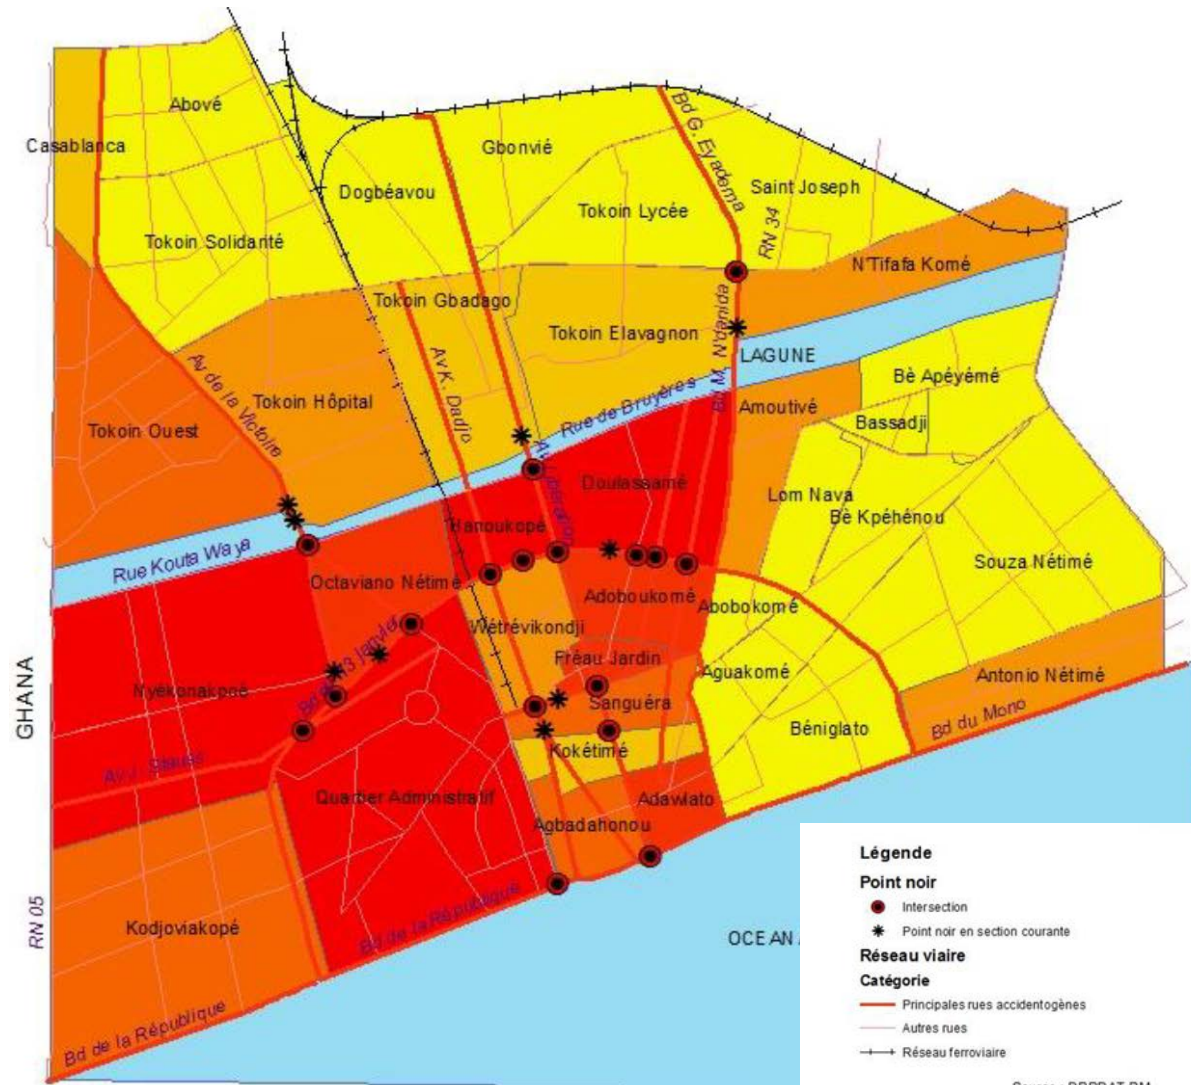 Abové
Casablanca
Gbonvié
Bd G. Eyadema
Dogbéavou
Saint Joseph
Tokoin Lycée
Tokoin Solidarité
RN 34
N'Tifafa Komé
Tokoin Gbadago
Tokoin Elavagnon
Bd M. N'danida
LAGUNE
Av de la Victoire
Av K. Dadjo
Rue de Bruyères
Bè Apéyémé
Tokoin Hôpital
Amoutivé
Tokoin Ouest
Bassadji
Doulassamé
Lom Nava
Hanoukopé
Bè Kpéhénou
Rue Kouta Waya
Souza Nétimé
Octaviano Nétimé
Adoboukomé
Abobokomé
Wétrévikondji
Fréau Jardin
Aguakomé
Nyékonakpoé
Bd du 13 janvier
Antonio Nétimé
GHANA
Sanguéra
Bd du Mono
Béniglato
Kokétimé
Quartier Administratif
Adawlato
Agbadahonou
RN 05
Kodjoviakopé
Bd de la République
OCEAN
Bd de la République
Légende
Point noir
Intersection
Point noir en section courante
Réseau viaire
Catégorie
Principales rues accidentogènes
Autres rues
Réseau ferroviaire